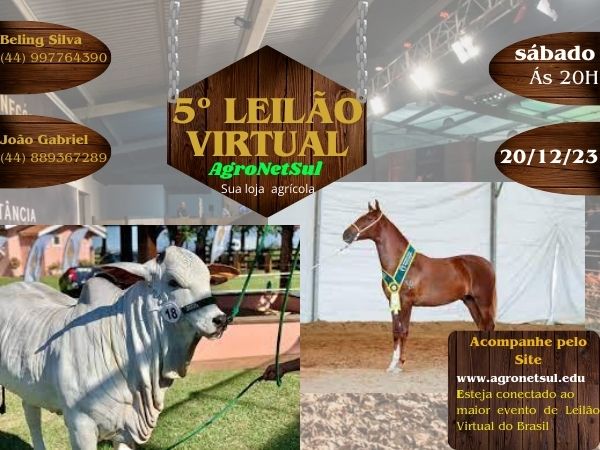 Beling Silva
(44) 997764390
João Gabriel
(44) 889367289
5º LEILÃO
VIRTUAL
AgroNetSul
Sua loja agrícola
sábado
Ás 20H
20/12/23
TÂNCIA
18
Acompanhe pelo
Site
www.agronetsul.edu
Esteja conectado ao
maior evento de Leilão
Virtual do Brasil